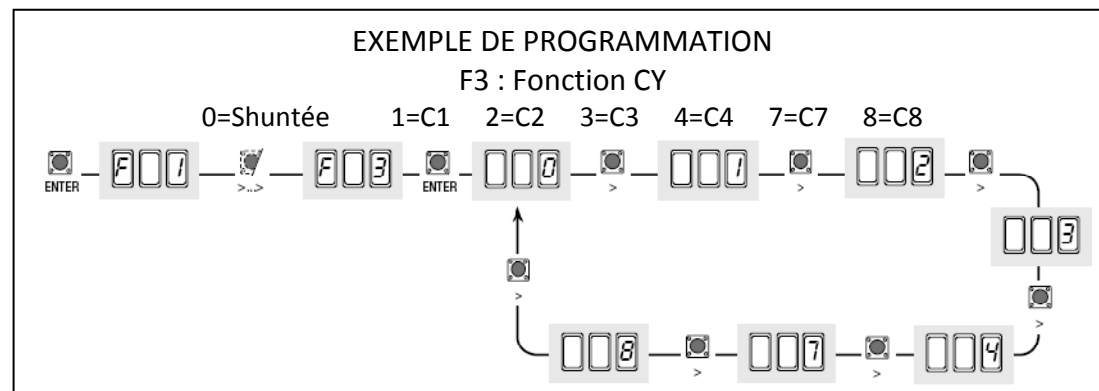 EXEMPLE DE PROGRAMMATION
F3 : Fonction CY
0=Shuntée 1=C1 2=C2 3=C3 4=C4 7=C7 8=C8
ENTER F 1 >...> F 3 ENTER 0 > 1 > 2 >
3
>
>
8 > 7 > 4